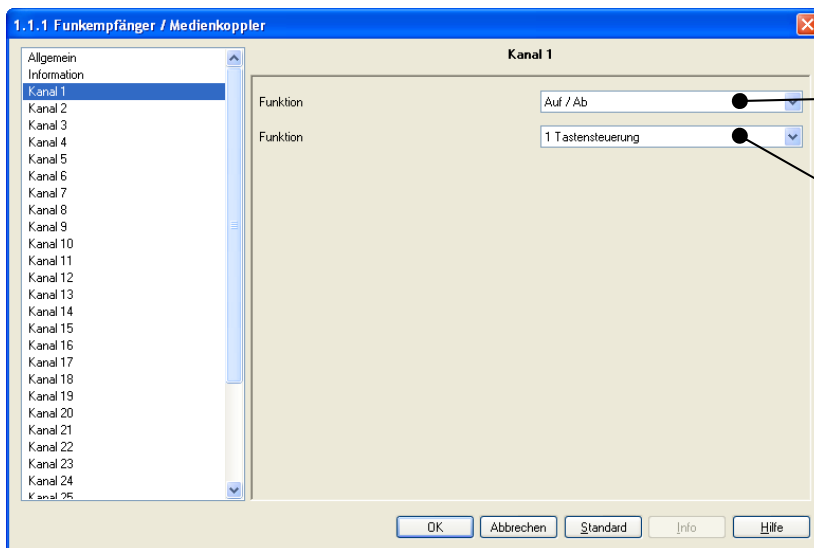 1.1.1 Funkempfänger / Medienkoppler
Allgemein
Information
Kanal 1
Kanal 2
Kanal 3
Kanal 4
Kanal 5
Kanal 6
Kanal 7
Kanal 8
Kanal 9
Kanal 10
Kanal 11
Kanal 12
Kanal 13
Kanal 14
Kanal 15
Kanal 16
Kanal 17
Kanal 18
Kanal 19
Kanal 20
Kanal 21
Kanal 22
Kanal 23
Kanal 24
Kanal 25
Kanal 1
Funktion Auf / Ab
Funktion 1 Tastensteuerung
OK Abbrechen Standard Info Hilfe